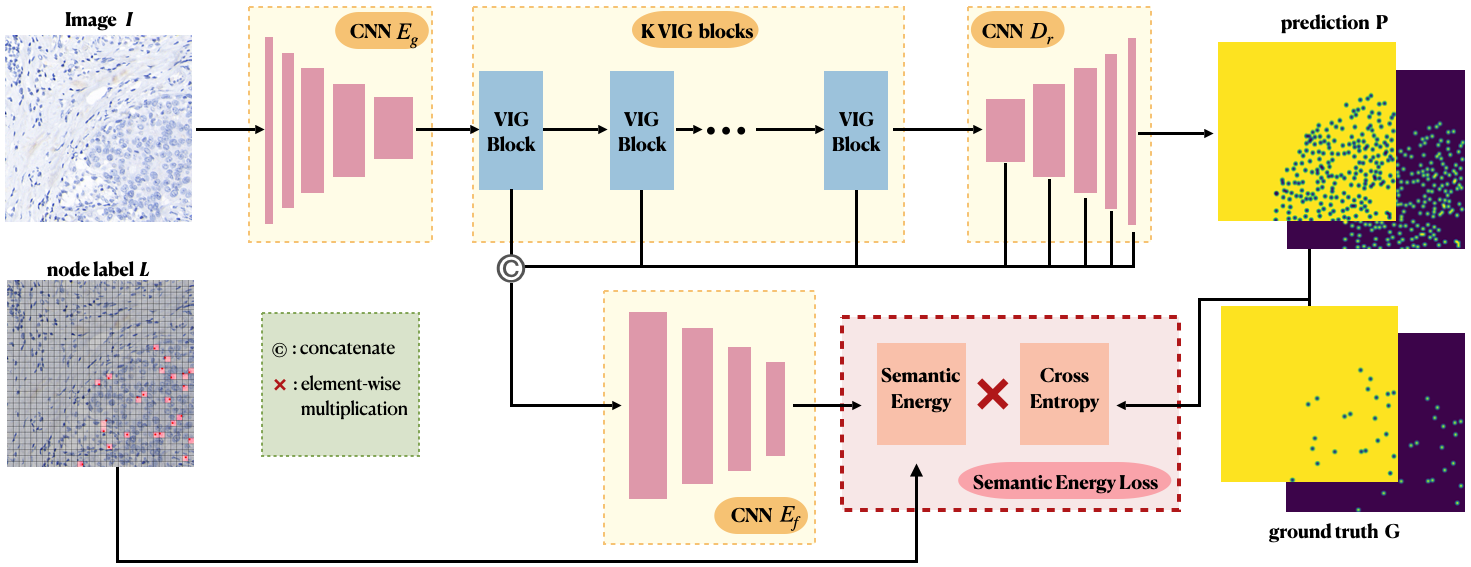 Image I
CNN E_g
K VIG blocks
CNN D_r
prediction P
VIG
Block
VIG
Block
VIG
Block
©
node label L
© : concatenate
× : element-wise
multiplication
CNN E_f
Semantic
Energy
×
Cross
Entropy
Semantic Energy Loss
ground truth G